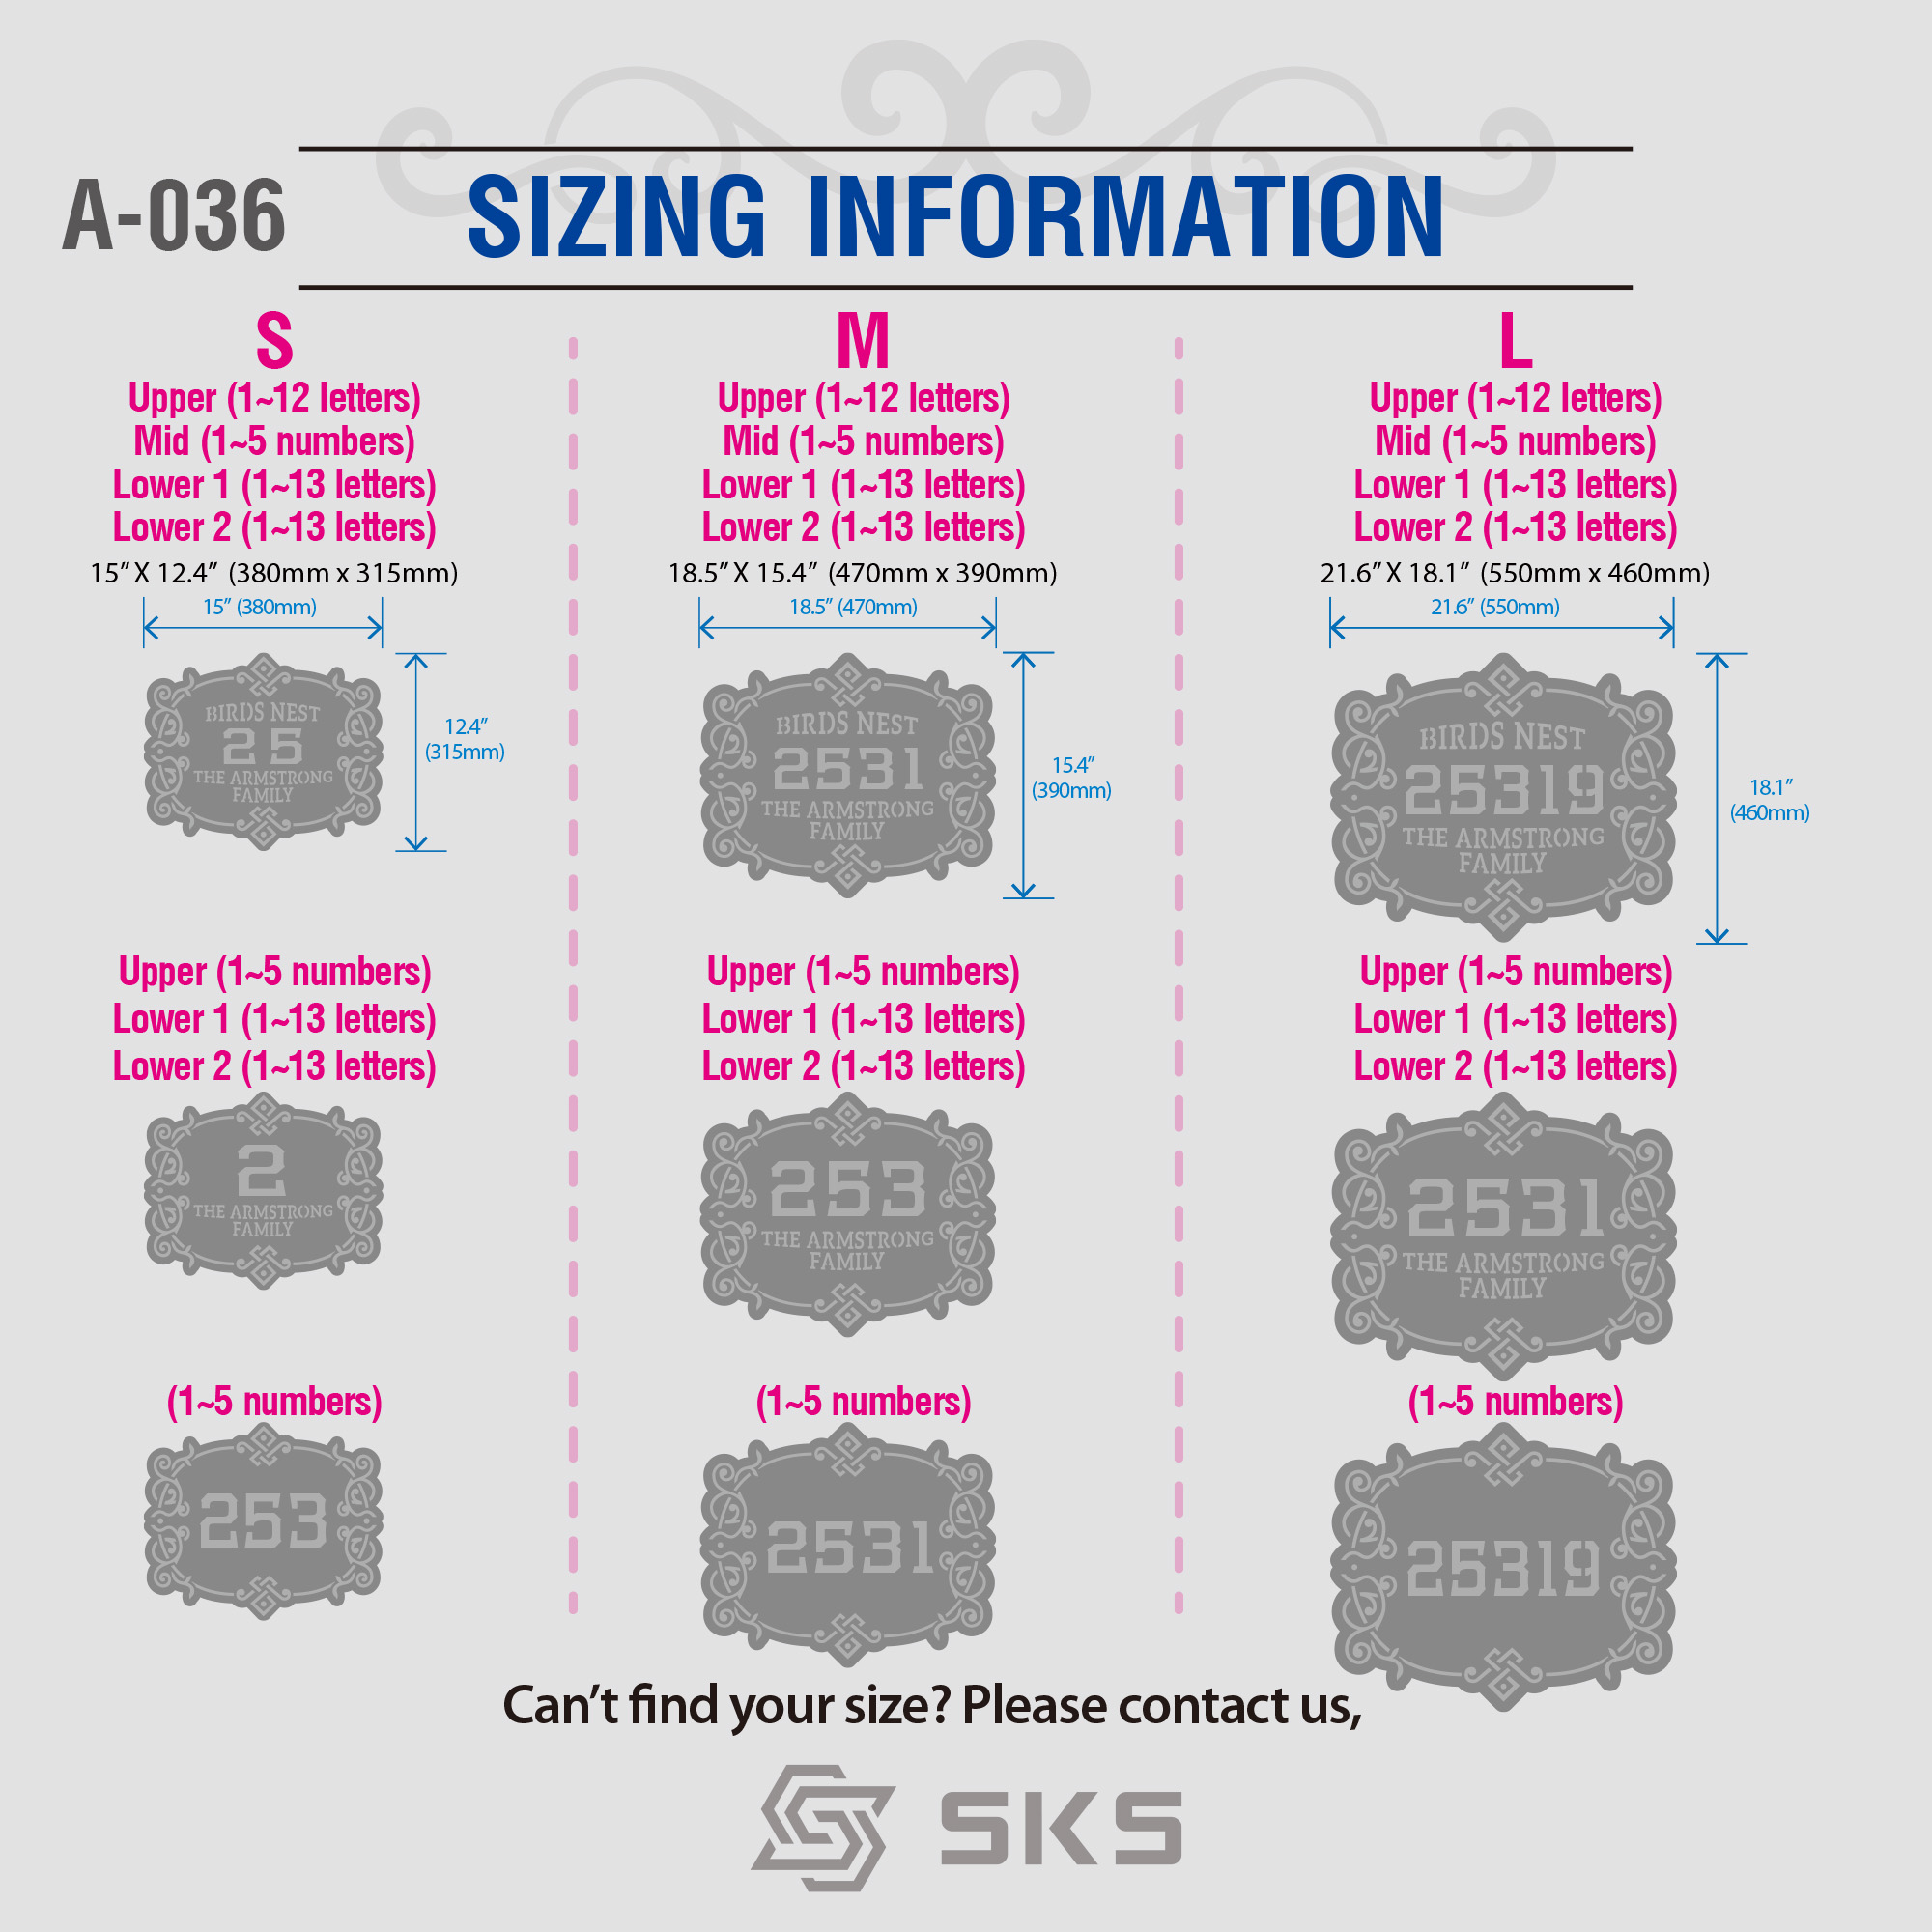 A-036
SIZING INFORMATION
S
Upper (1~12 letters)
Mid (1~5 numbers)
Lower 1 (1~13 letters)
Lower 2 (1~13 letters)
15” X 12.4” (380mm x 315mm)
15” (380mm)
BIRDS NEST
25
THE ARMSTRONG
FAMILY
12.4”
(315mm)
Upper (1~5 numbers)
Lower 1 (1~13 letters)
Lower 2 (1~13 letters)
2
THE ARMSTRONG
FAMILY
(1~5 numbers)
253
M
Upper (1~12 letters)
Mid (1~5 numbers)
Lower 1 (1~13 letters)
Lower 2 (1~13 letters)
18.5” X 15.4” (470mm x 390mm)
18.5” (470mm)
BIRDS NEST
2531
THE ARMSTRONG
FAMILY
15.4”
(390mm)
Upper (1~5 numbers)
Lower 1 (1~13 letters)
Lower 2 (1~13 letters)
253
THE ARMSTRONG
FAMILY
(1~5 numbers)
2531
L
Upper (1~12 letters)
Mid (1~5 numbers)
Lower 1 (1~13 letters)
Lower 2 (1~13 letters)
21.6” X 18.1” (550mm x 460mm)
21.6” (550mm)
BIRDS NEST
25319
THE ARMSTRONG
FAMILY
18.1”
(460mm)
Upper (1~5 numbers)
Lower 1 (1~13 letters)
Lower 2 (1~13 letters)
2531
THE ARMSTRONG
FAMILY
(1~5 numbers)
25319
Can’t find your size? Please contact us,
SKS